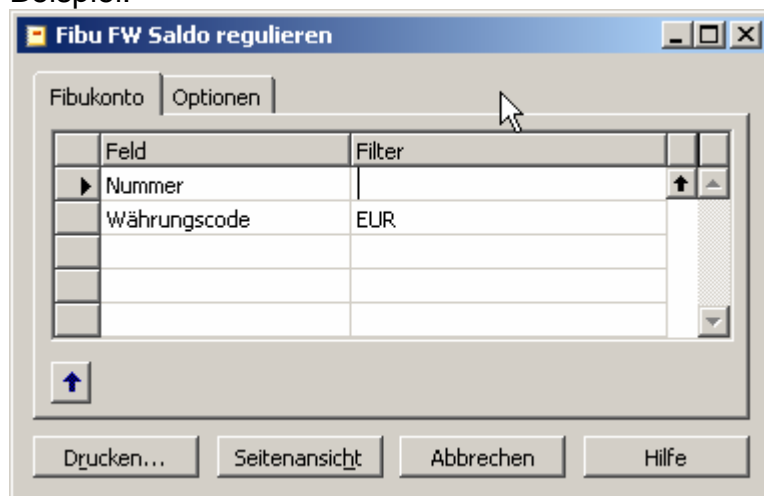 Beispiel:
Fibu FW Saldo regulieren
Fibukonto Optionen
Feld Filter
Nummer
Währungscode EUR
Drucken... Seitenansicht Abbrechen Hilfe